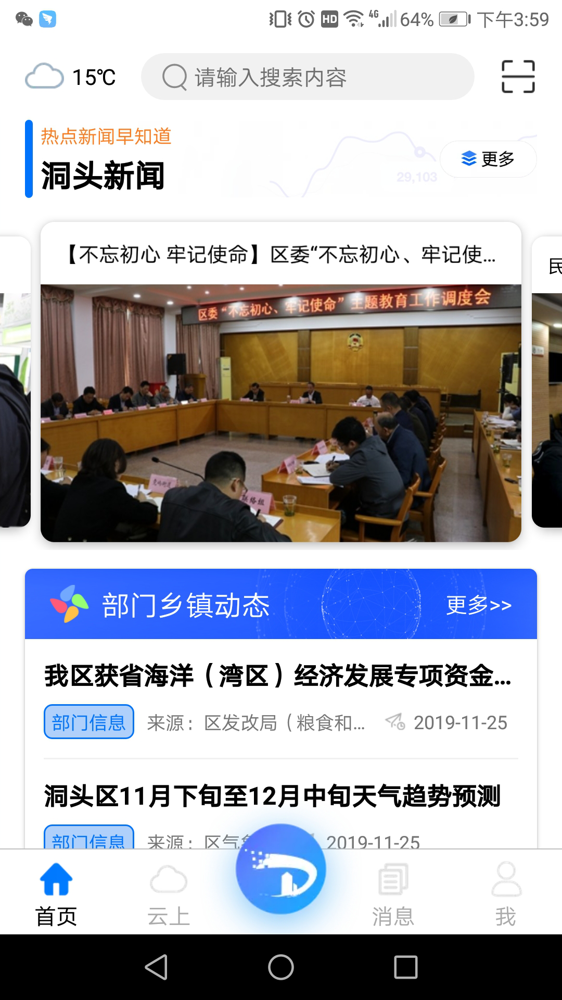 4G 64% 下午3:59
HD
15℃ 请输入搜索内容
热点新闻早知道
洞头新闻
29,103
更多
【不忘初心 牢记使命】区委“不忘初心、牢记使...
民
区委“不忘初心、牢记使命”主题教育工作调度会
联络组
部门乡镇动态 更多>>
我区获省海洋（湾区）经济发展专项资金...
部门信息 来源：区发改局（粮食和... 2019-11-25
洞头区11月下旬至12月中旬天气趋势预测
部门信息 来源：区气象 2019-11-25
首页 云上 消息 我